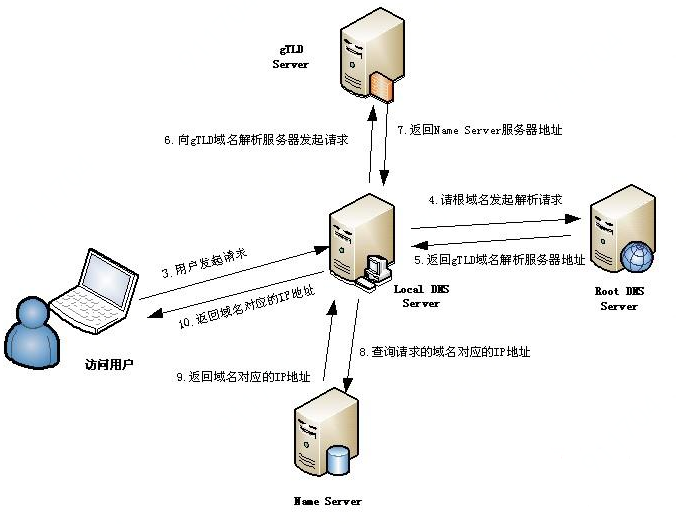 gTLD
Server
6.向gTLD域名解析服务器发起请求
7.返回Name Server服务器地址
4.请根域名发起解析请求
3.用户发起请求
5.返回gTLD域名解析服务器地址
Local DNS
Server
Root DNS
Server
10.返回域名对应的IP地址
访问用户
8.查询请求的域名对应的IP地址
9.返回域名对应的IP地址
Name Server